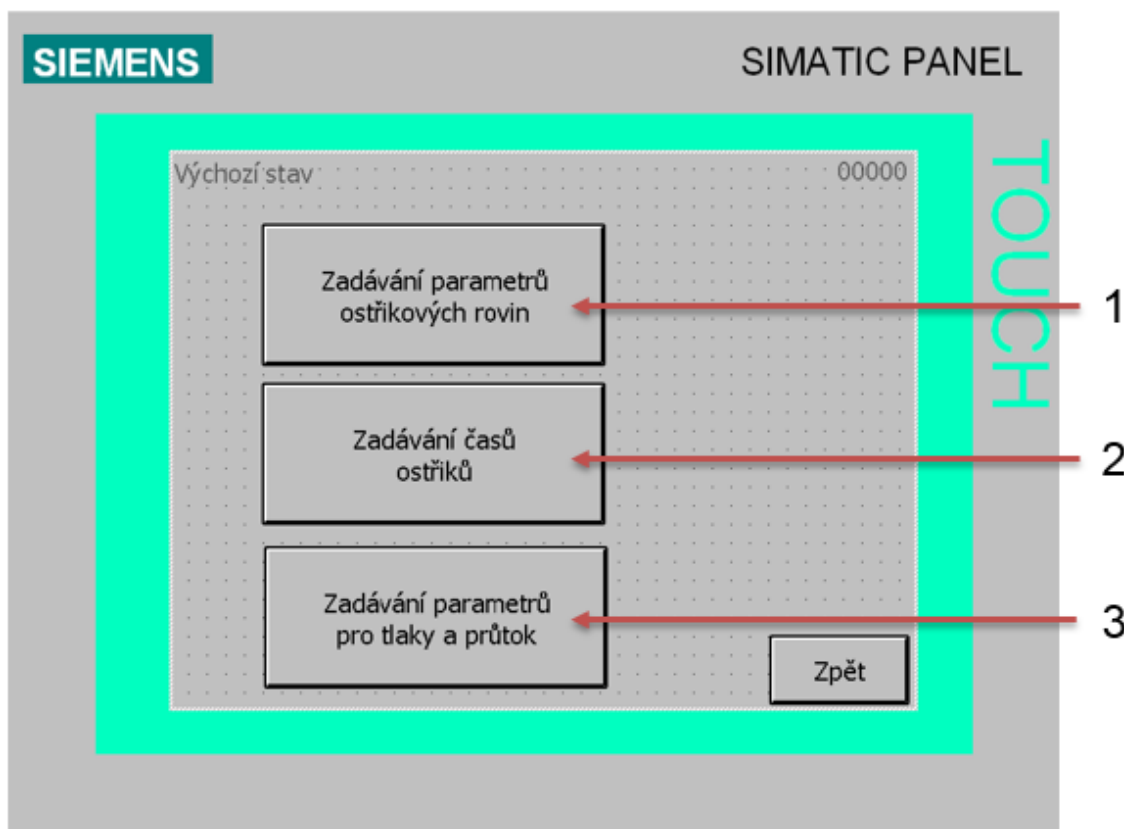 SIEMENS
SIMATIC PANEL
TOUCH
Výchozí stav
00000
Zadávání parametrů
ostřikových rovin
1
Zadávání časů
ostřiků
2
Zadávání parametrů
pro tlaky a průtok
3
Zpět